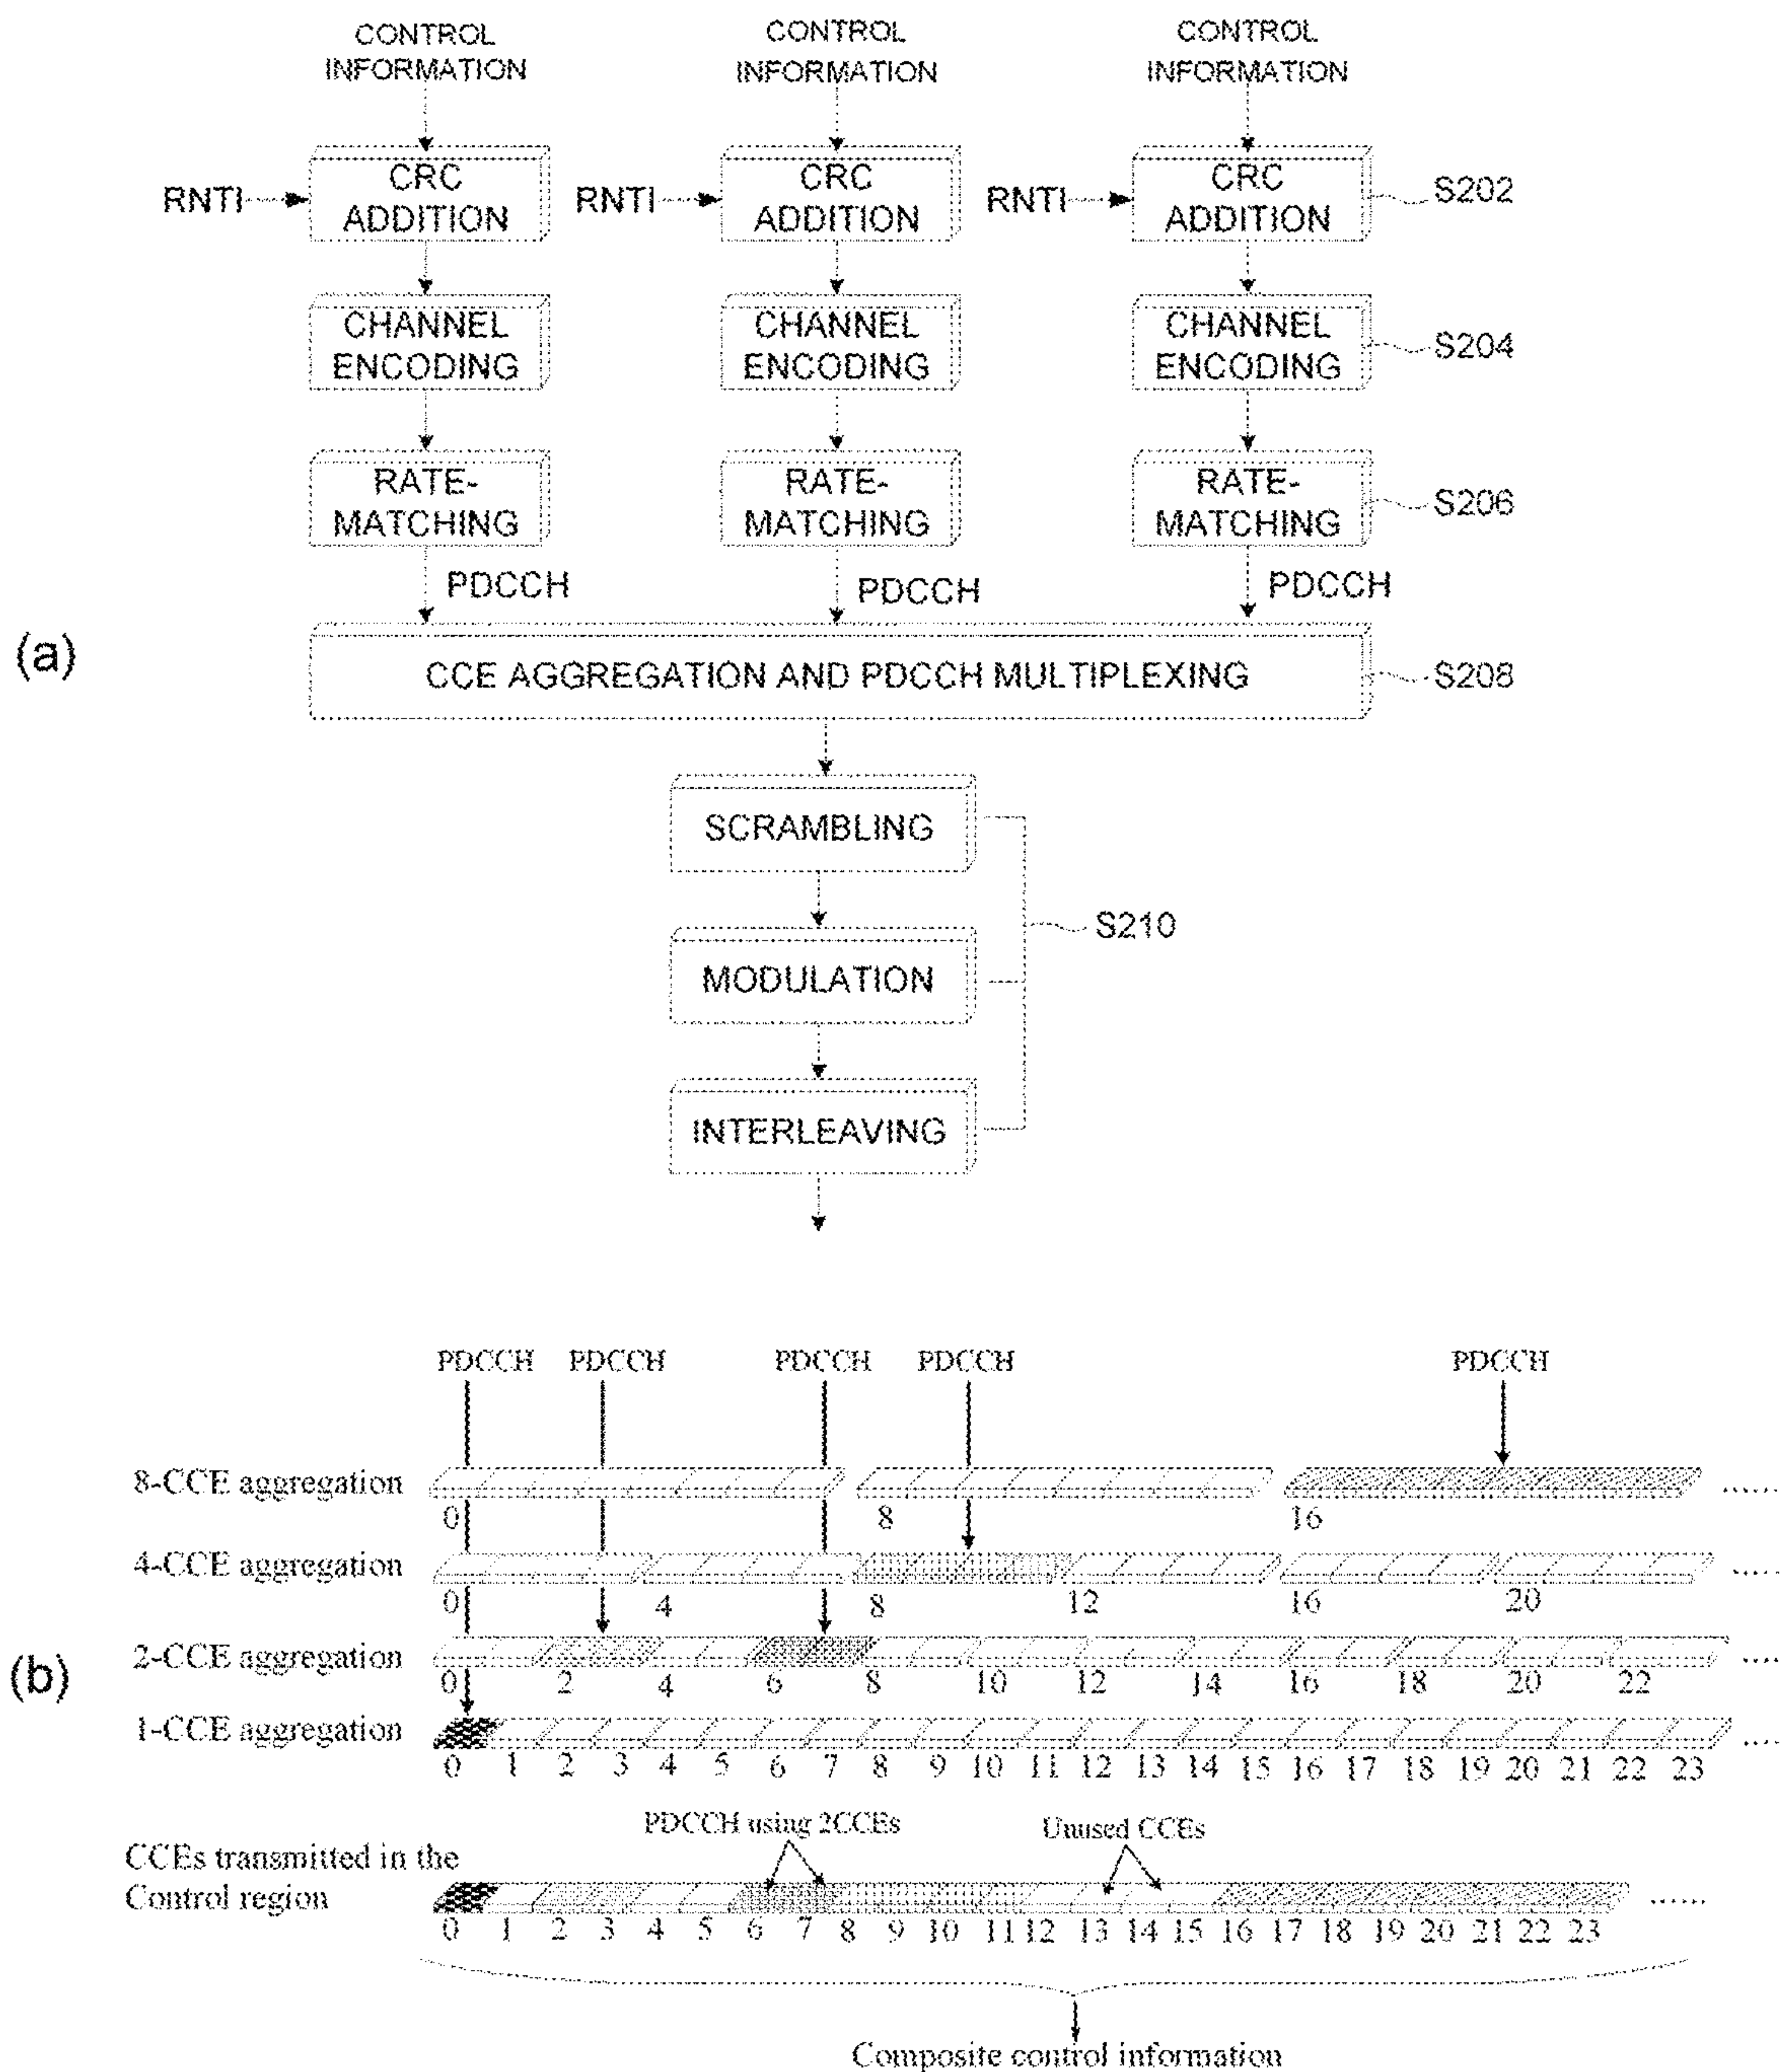 CONTROL INFORMATION
CONTROL INFORMATION
CONTROL INFORMATION
RNTI
CRC ADDITION
RNTI
CRC ADDITION
RNTI
CRC ADDITION
S202
CHANNEL ENCODING
CHANNEL ENCODING
CHANNEL ENCODING
S204
RATE-MATCHING
RATE-MATCHING
RATE-MATCHING
S206
PDCCH
PDCCH
PDCCH
(a)
CCE AGGREGATION AND PDCCH MULTIPLEXING
S208
SCRAMBLING
MODULATION
S210
INTERLEAVING
PDCCH PDCCH PDCCH PDCCH PDCCH
8-CCE aggregation
......
0 8 16
4-CCE aggregation
....
0 4 8 12 16 20
(b)
2-CCE aggregation
....
0 2 4 6 8 10 12 14 16 18 20 22
1-CCE aggregation
....
0 1 2 3 4 5 6 7 8 9 10 11 12 13 14 15 16 17 18 19 20 21 22 23
PDCCH using 2CCEs
Unused CCEs
CCEs transmitted in the
Control region
......
0 1 2 3 4 5 6 7 8 9 10 11 12 13 14 15 16 17 18 19 20 21 22 23
Composite control information